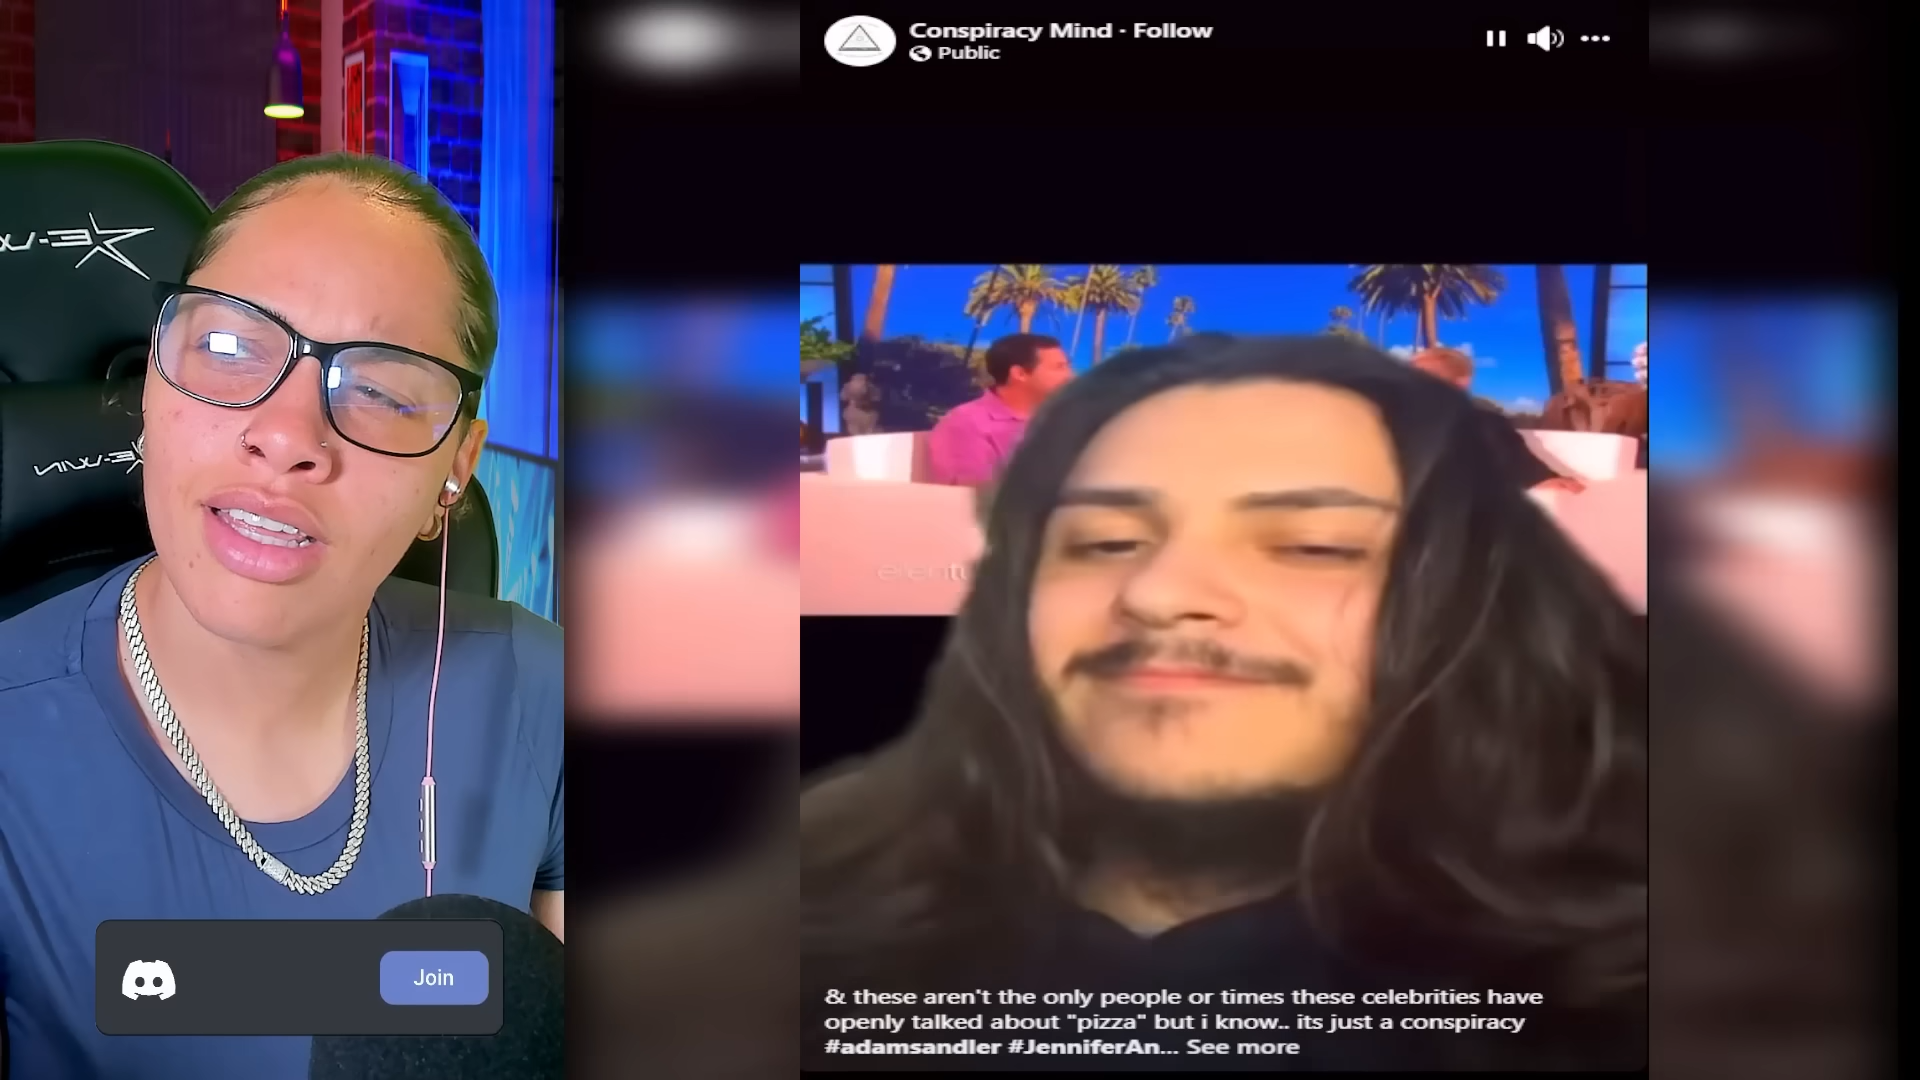 Conspiracy Mind · Follow
Public
& these aren't the only people or times these celebrities have
openly talked about "pizza" but i know.. its just a conspiracy
#adamsandler #JenniferAn... See more
Join